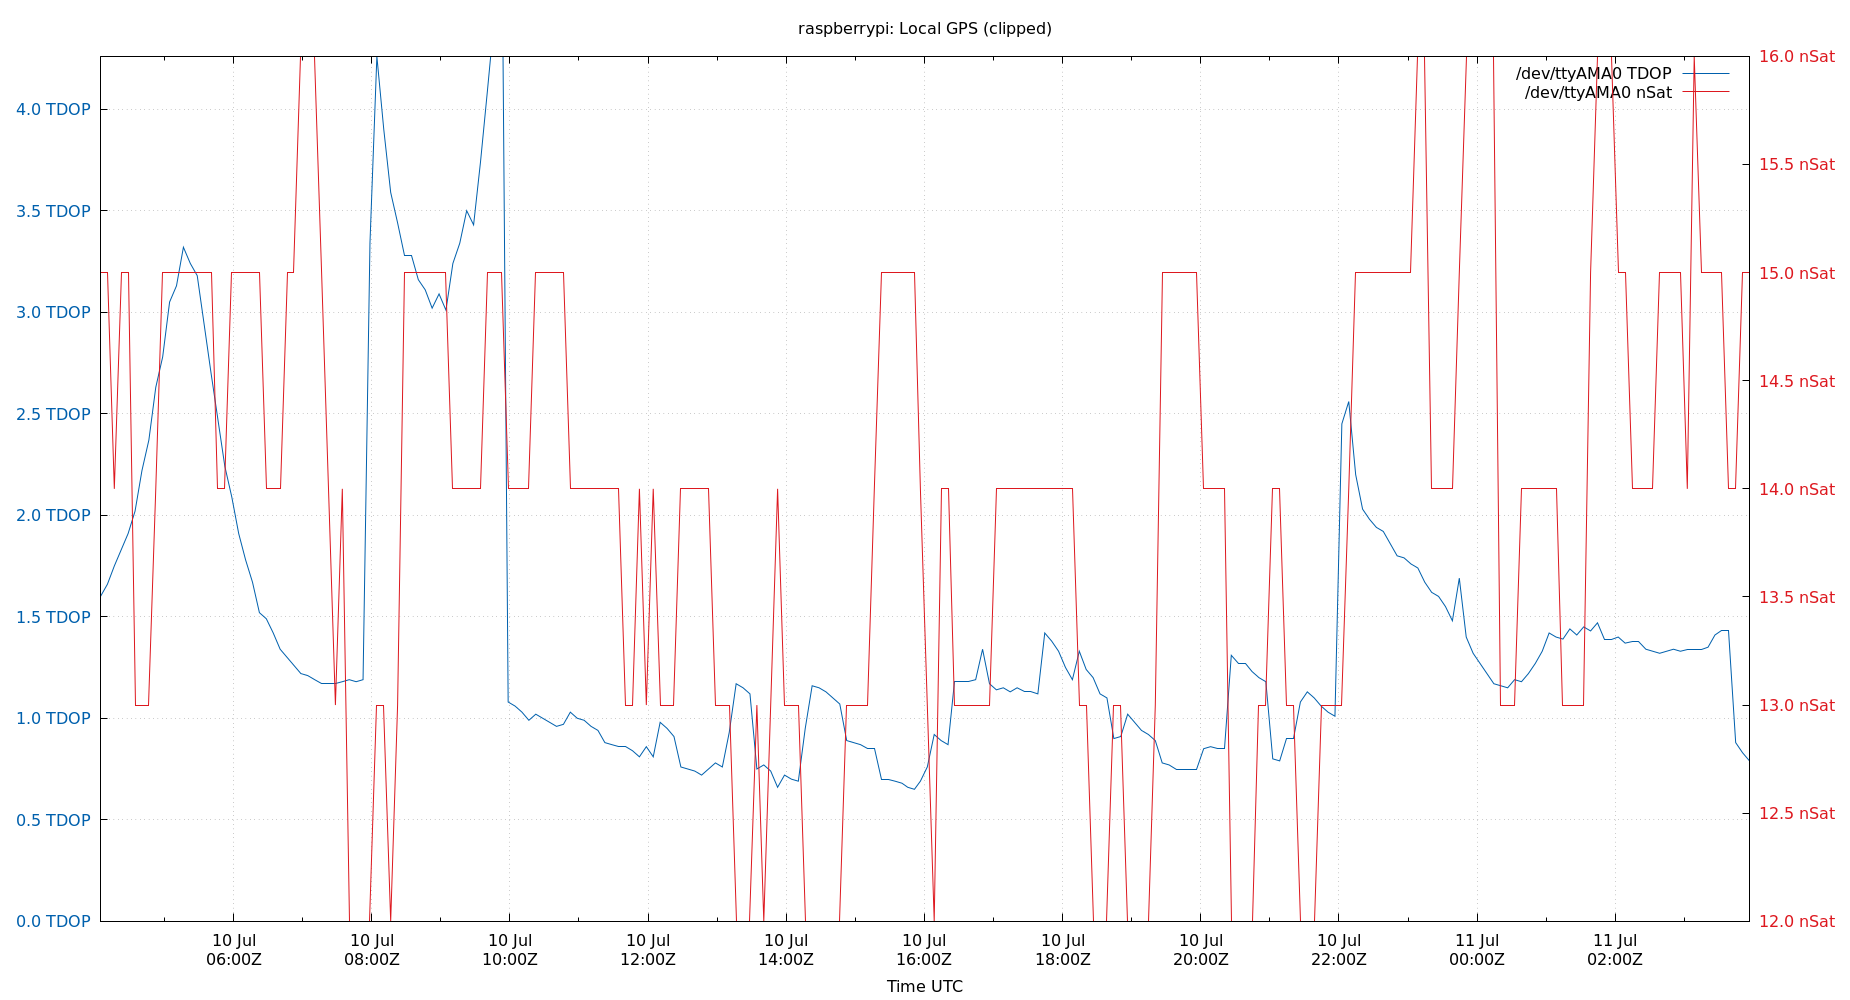 raspberrypi: Local GPS (clipped)
16.0 nSat
/dev/ttyAMA0 TDOP
/dev/ttyAMA0 nSat
4.0 TDOP
15.5 nSat
3.5 TDOP
15.0 nSat
3.0 TDOP
14.5 nSat
2.5 TDOP
14.0 nSat
2.0 TDOP
13.5 nSat
1.5 TDOP
13.0 nSat
1.0 TDOP
12.5 nSat
0.5 TDOP
0.0 TDOP
12.0 nSat
10 Jul 10 Jul 10 Jul 10 Jul 10 Jul 10 Jul 10 Jul 10 Jul 10 Jul 11 Jul 11 Jul
06:00Z 08:00Z 10:00Z 12:00Z 14:00Z 16:00Z 18:00Z 20:00Z 22:00Z 00:00Z 02:00Z
Time UTC